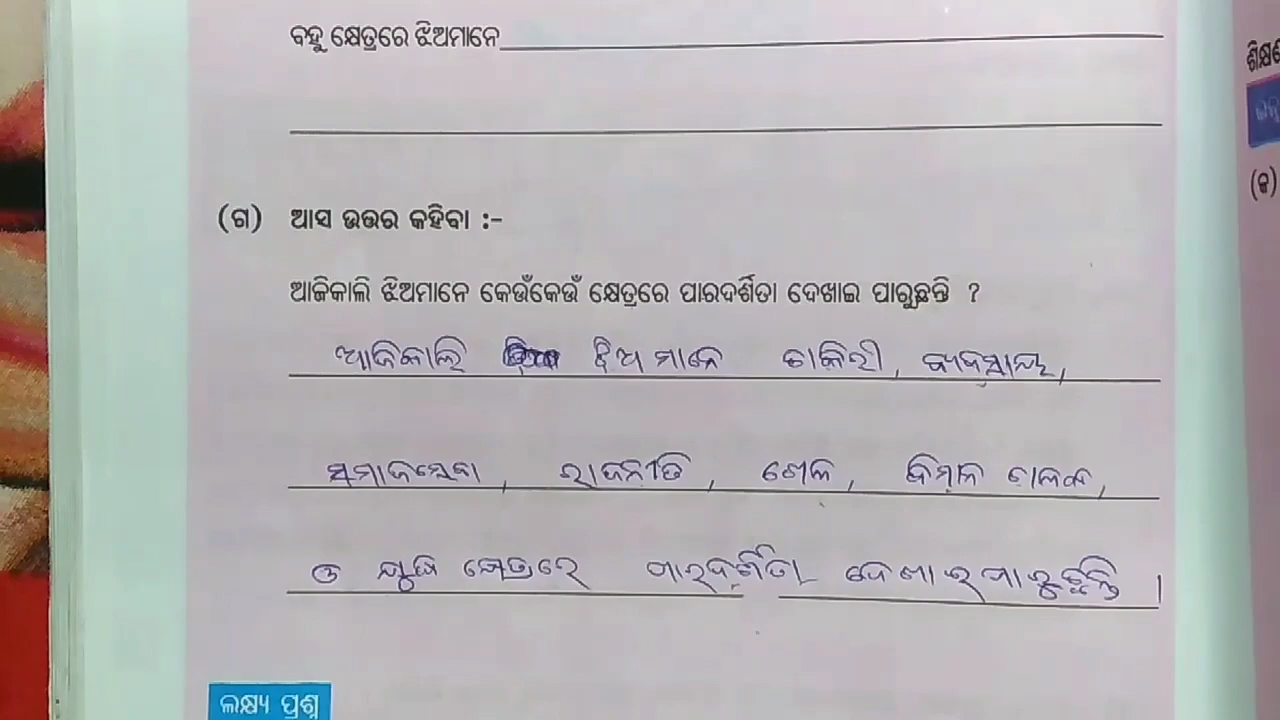 ବହୁ କ୍ଷେତ୍ରରେ ଝିଅମାନେ
(ଗ) ଆସ ଉତ୍ତର କହିବା :-
ଆଜିକାଲି ଝିଅମାନେ କେଉଁକେଉଁ କ୍ଷେତ୍ରରେ ପାରଦର୍ଶିତା ଦେଖାଇ ପାରୁଛନ୍ତି ?
ଆଜିକାଲି ଝିଅ ମାନେ ଚାକିରୀ, ବ୍ୟବସାୟ,
ସମାଜସେବା, ରାଜନୀତି, ଖେଳ, ବିମାନ ଚାଳନା,
ଓ ଯୁଦ୍ଧ କ୍ଷେତ୍ରରେ ପାରଦର୍ଶିତା ଦେଖାଇ ପାରୁଛନ୍ତି ।
ଲକ୍ଷ୍ୟ ପ୍ରଶ୍ନ
(କ)